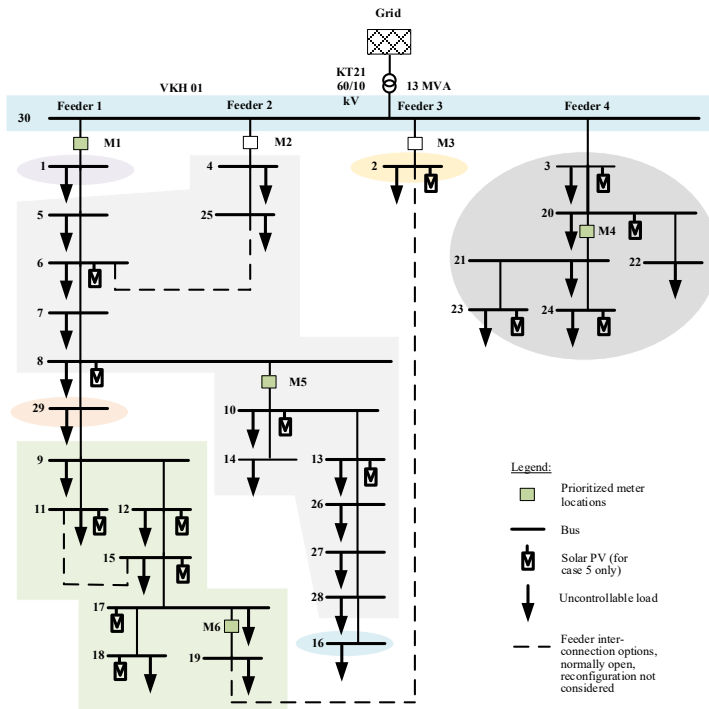 Grid
KT21
60/10
kV
13 MVA
VKH 01
Feeder 1
Feeder 2
Feeder 3
Feeder 4
30
M1
M2
M3
1
4
2
3
5
25
20
M4
6
21
22
7
23
24
8
M5
29
10
9
14
13
11
12
26
15
27
17
28
M6
16
18
19
Legend:
Prioritized meter
locations
Bus
Solar PV (for
case 5 only)
Uncontrollable load
Feeder inter-
connection options,
normally open,
reconfiguration not
considered